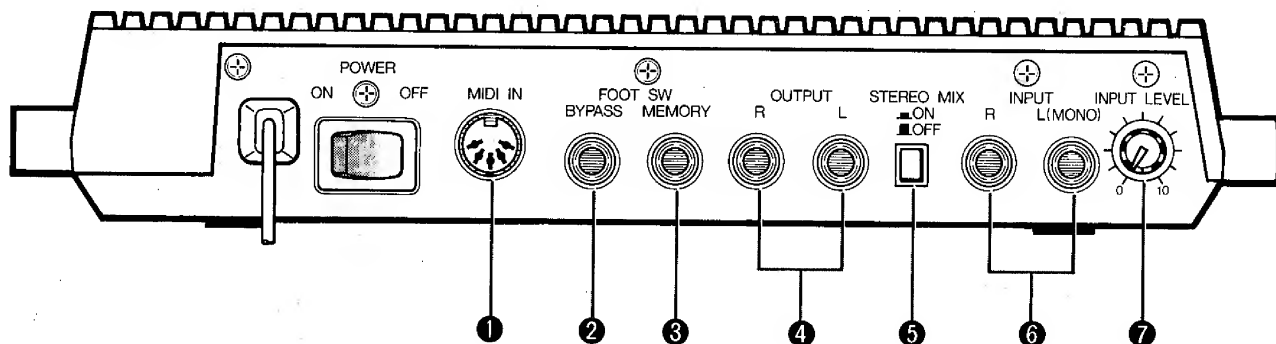 POWER
ON OFF
MIDI IN
FOOT SW
BYPASS MEMORY
OUTPUT
R L
STEREO MIX
ON
OFF
INPUT
R L(MONO)
INPUT LEVEL
0 10
1 2 3 4 5 6 7